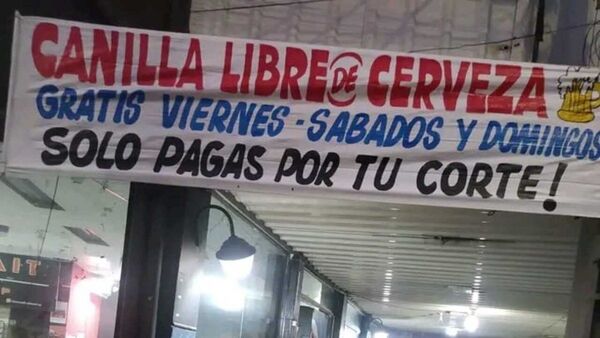 CANILLA LIBRE DE CERVEZA
GRATIS VIERNES - SABADOS Y DOMINGOS
SOLO PAGAS POR TU CORTE!